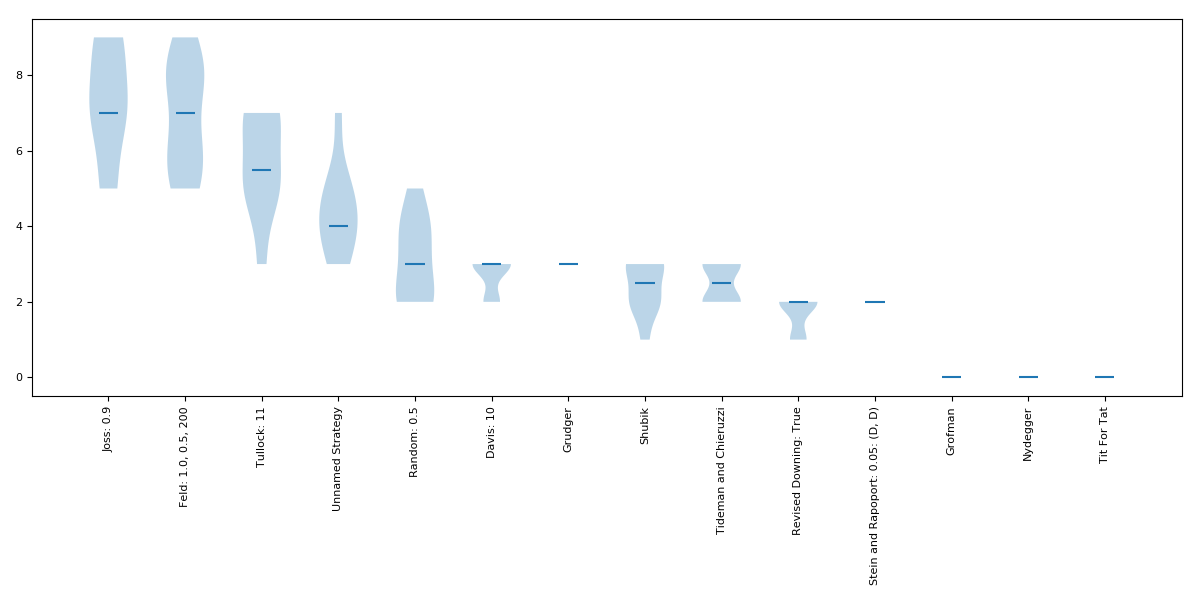 8
6
4
2
0
Joss: 0.9
Feld: 1.0, 0.5, 200
Tullock: 11
Unnamed Strategy
Random: 0.5
Davis: 10
Grudger
Shubik
Tideman and Chieruzzi
Revised Downing: True
Stein and Rapoport: 0.05: (D, D)
Grofman
Nydegger
Tit For Tat